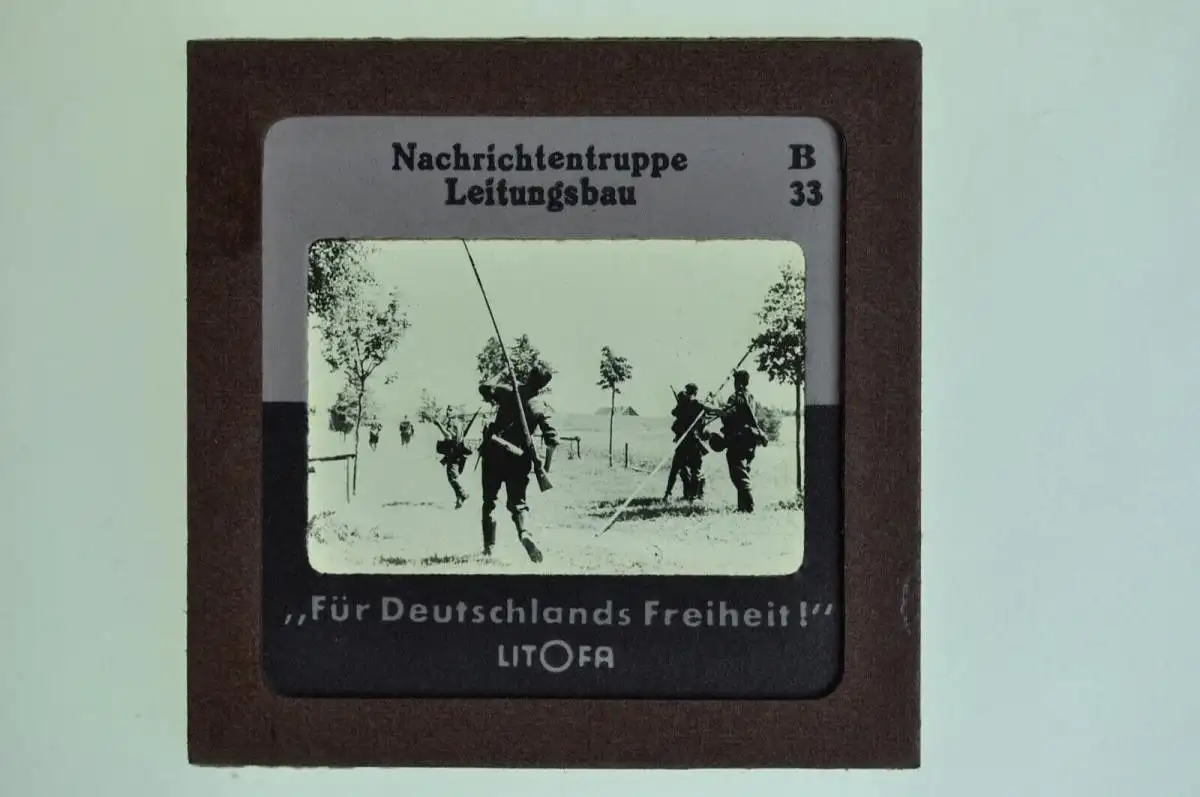 Nachrichtentruppe B
Leitungsbau 33
„Für Deutschlands Freiheit!"
LITOFA